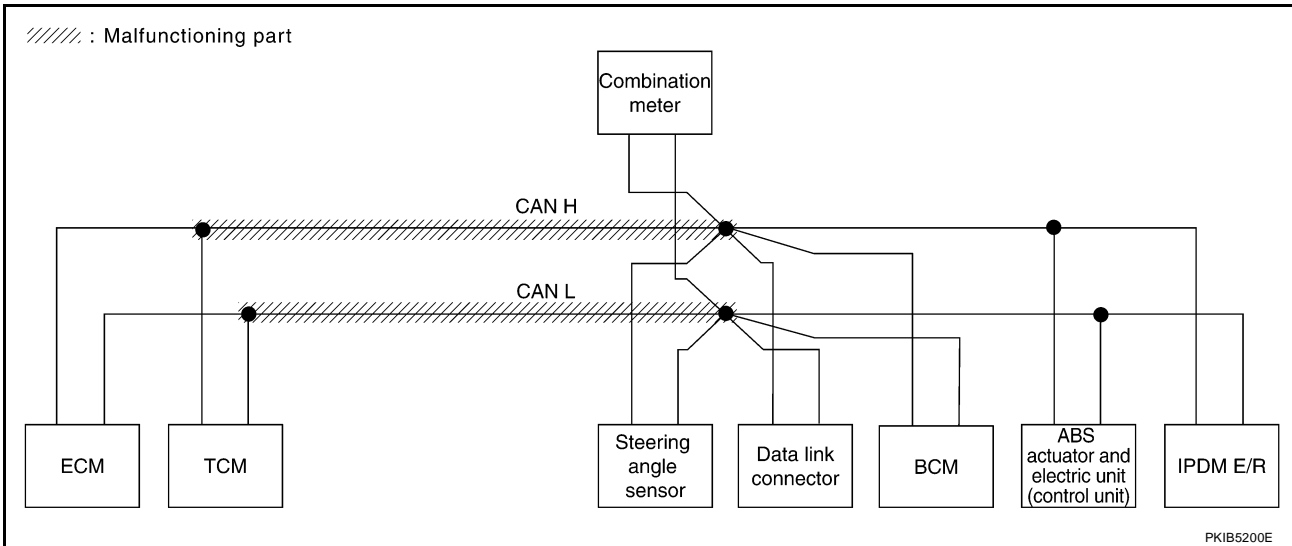 : Malfunctioning part
Combination
meter
CAN H
CAN L
ECM
TCM
Steering
angle
sensor
Data link
connector
BCM
ABS
actuator and
electric unit
(control unit)
IPDM E/R
PKIB5200E